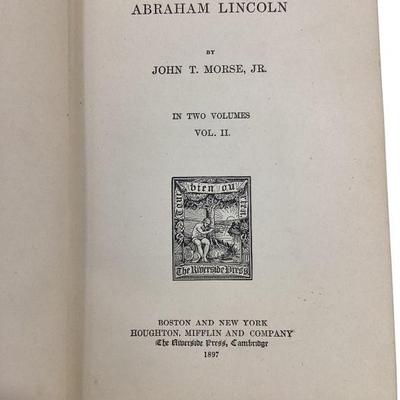 ABRAHAM LINCOLN
BY
JOHN T. MORSE, JR.
IN TWO VOLUMES
VOL. II.
Tout bien ou rien
The Riverside Press
BOSTON AND NEW YORK
HOUGHTON, MIFFLIN AND COMPANY
The Riverside Press, Cambridge
1897